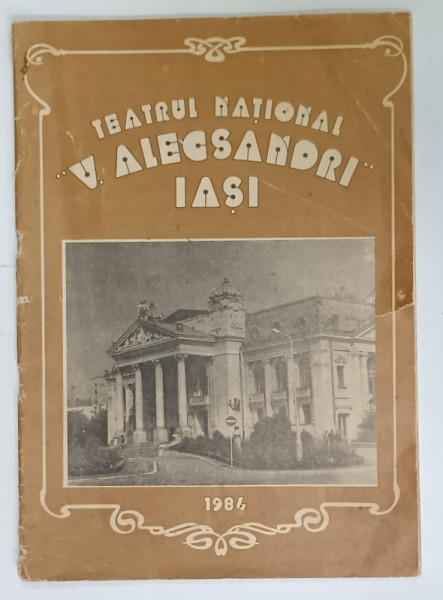 TEATRUL NAȚIONAL
"V. ALECSANDRI"
IAȘI
1984